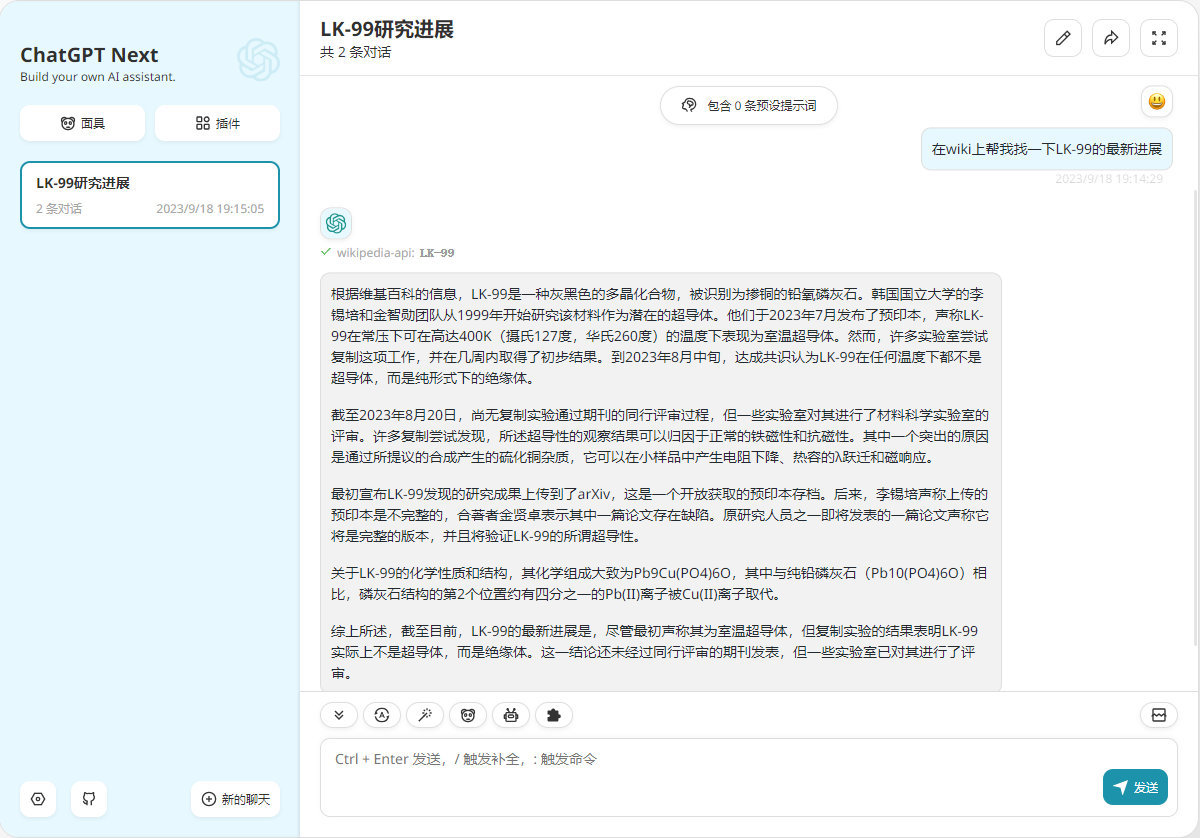 ChatGPT Next
Build your own AI assistant.
面具
插件
LK-99研究进展
2 条对话
2023/9/18 19:15:05
新的聊天
LK-99研究进展
共 2 条对话
包含 0 条预设提示词
在wiki上帮我找一下LK-99的最新进展
2023/9/18 19:14:29
wikipedia-api: LK-99
根据维基百科的信息，LK-99是一种灰黑色的多晶化合物，被识别为掺铜的铅氧磷灰石。韩国国立大学的李
锡培和金智勋团队从1999年开始研究该材料作为潜在的超导体。他们于2023年7月发布了预印本，声称LK-
99在常压下可在高达400K（摄氏127度，华氏260度）的温度下表现为室温超导体。然而，许多实验室尝试
复制这项工作，并在几周内取得了初步结果。到2023年8月中旬，达成共识认为LK-99在任何温度下都不是
超导体，而是纯形式下的绝缘体。
截至2023年8月20日，尚无复制实验通过期刊的同行评审过程，但一些实验室对其进行了材料科学实验室的
评审。许多复制尝试发现，所述超导性的观察结果可以归因于正常的铁磁性和抗磁性。其中一个突出的原因
是通过所提议的合成产生的硫化铜杂质，它可以在小样品中产生电阻下降、热容的λ跃迁和磁响应。
最初宣布LK-99发现的研究成果上传到了arXiv，这是一个开放获取的预印本存档。后来，李锡培声称上传的
预印本是不完整的，合著者金贤卓表示其中一篇论文存在缺陷。原研究人员之一即将发表的一篇论文声称它
将是完整的版本，并且将验证LK-99的所谓超导性。
关于LK-99的化学性质和结构，其化学组成大致为Pb9Cu(PO4)6O，其中与纯铅磷灰石（Pb10(PO4)6O）相
比，磷灰石结构的第2个位置约有四分之一的Pb(II)离子被Cu(II)离子取代。
综上所述，截至目前，LK-99的最新进展是，尽管最初声称其为室温超导体，但复制实验的结果表明LK-99
实际上不是超导体，而是绝缘体。这一结论还未经过同行评审的期刊发表，但一些实验室已对其进行了评
审。
Ctrl + Enter 发送，/ 触发补全，: 触发命令
发送